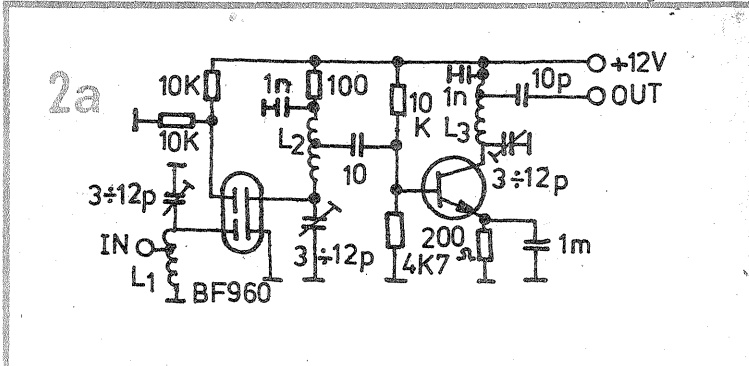 2a
10K
1n
100
+12V
10p
OUT
10
K
1n
L3
10K
L2
10
3÷12p
3÷12p
IN
L1
BF960
3÷12p
200
Ω
4K7
1m